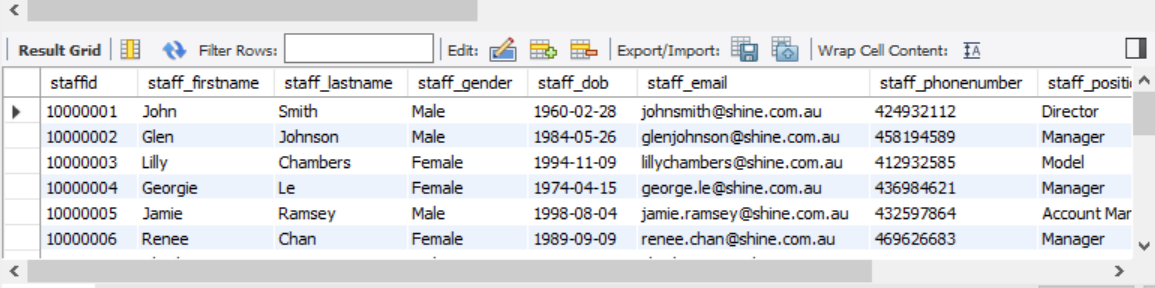 Result Grid Filter Rows: Edit: Export/Import: Wrap Cell Content: IA
staffid staff_firstname staff_lastname staff_gender staff_dob staff_email staff_phonenumber staff_positi
10000001 John Smith Male 1960-02-28 johnsmith@shine.com.au 424932112 Director
10000002 Glen Johnson Male 1984-05-26 glenjohnson@shine.com.au 458194589 Manager
10000003 Lilly Chambers Female 1994-11-09 lillychambers@shine.com.au 412932585 Model
10000004 Georgie Le Female 1974-04-15 george.le@shine.com.au 436984621 Manager
10000005 Jamie Ramsey Male 1998-08-04 jamie.ramsey@shine.com.au 432597864 Account Mar
10000006 Renee Chan Female 1989-09-09 renee.chan@shine.com.au 469626683 Manager